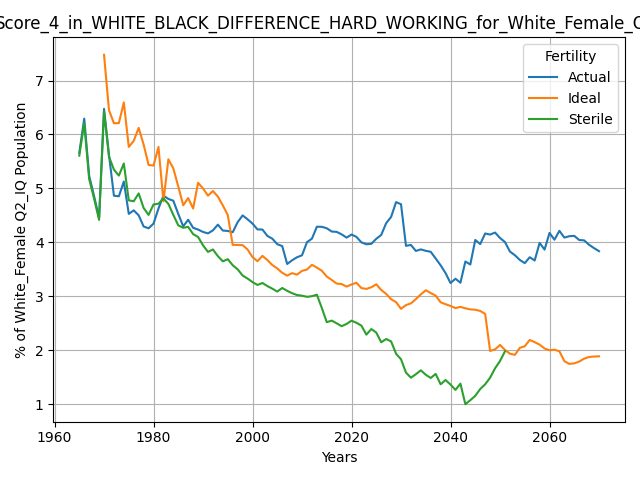 Score_4_in_WHITE_BLACK_DIFFERENCE_HARD_WORKING_for_White_Female_
Fertility
Actual
Ideal
Sterile
% of White_Female Q2_IQ Population
7
6
5
4
3
2
1
1960 1980 2000 2020 2040 2060
Years